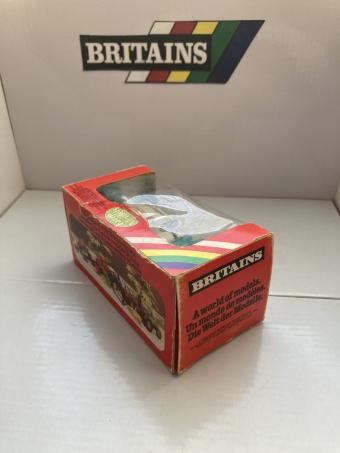 BRITAINS
BRITAINS
A world of models.
Un monde de modèles.
Die Welt der Modelle.